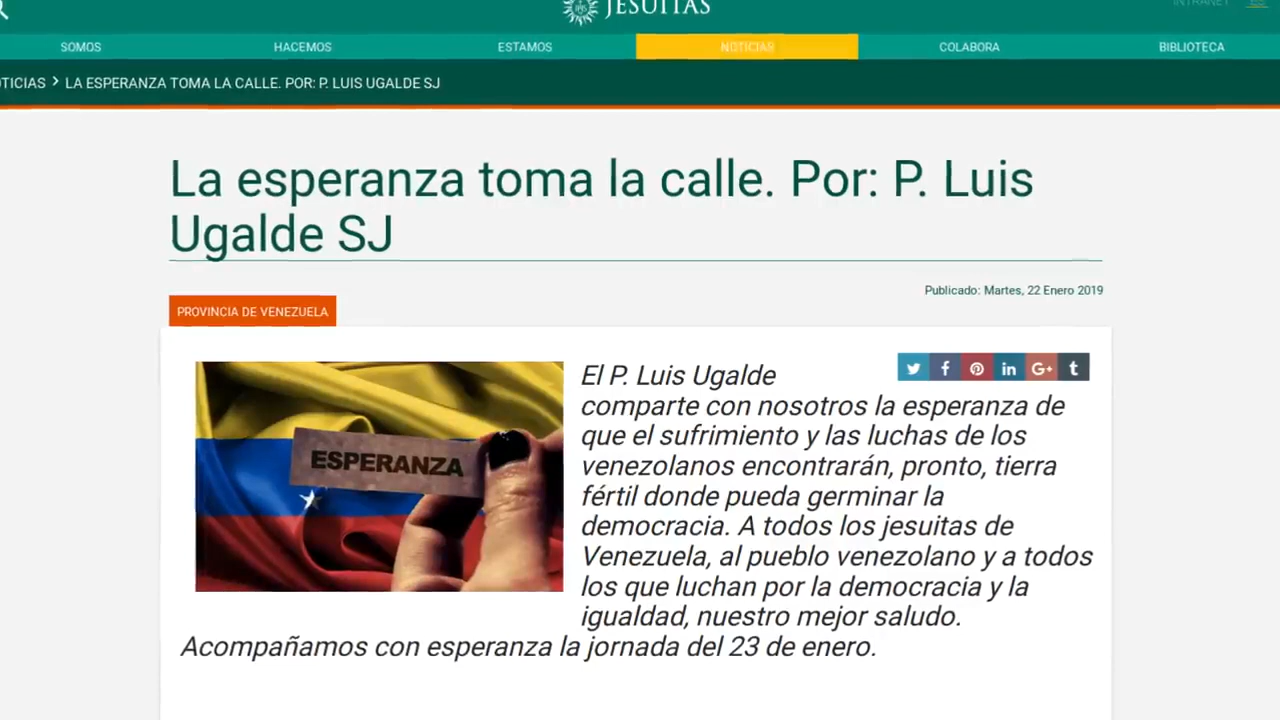 JESUITAS
INTRANET
SOMOS
HACEMOS
ESTAMOS
NOTICIAS
COLABORA
BIBLIOTECA
TICIAS > LA ESPERANZA TOMA LA CALLE. POR: P. LUIS UGALDE SJ
La esperanza toma la calle. Por: P. Luis
Ugalde SJ
Publicado: Martes, 22 Enero 2019
PROVINCIA DE VENEZUELA
ESPERANZA
El P. Luis Ugalde
comparte con nosotros la esperanza de
que el sufrimiento y las luchas de los
venezolanos encontrarán, pronto, tierra
fértil donde pueda germinar la
democracia. A todos los jesuitas de
Venezuela, al pueblo venezolano y a todos
los que luchan por la democracia y la
igualdad, nuestro mejor saludo.
Acompañamos con esperanza la jornada del 23 de enero.